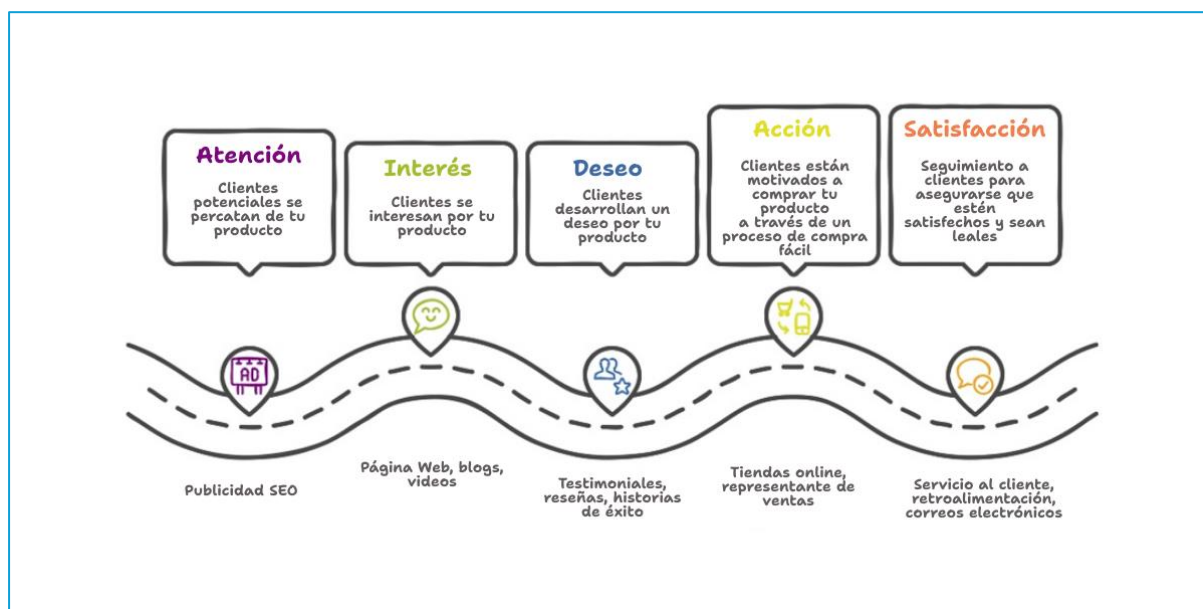 Atención
Clientes
potenciales se
percatan de tu
producto
Interés
Clientes se
interesan por tu
producto
Deseo
Clientes
desarrollan un
deseo por tu
producto
Acción
Clientes están
motivados a
comprar tu
producto
a través de un
proceso de compra
fácil
Satisfacción
Seguimiento a
clientes para
asegurarse que
estén
satisfechos y sean
leales
AD
Publicidad SEO
Página Web, blogs,
videos
Testimoniales,
reseñas, historias
de éxito
Tiendas online,
representante de
ventas
Servicio al cliente,
retroalimentación,
correos electrónicos